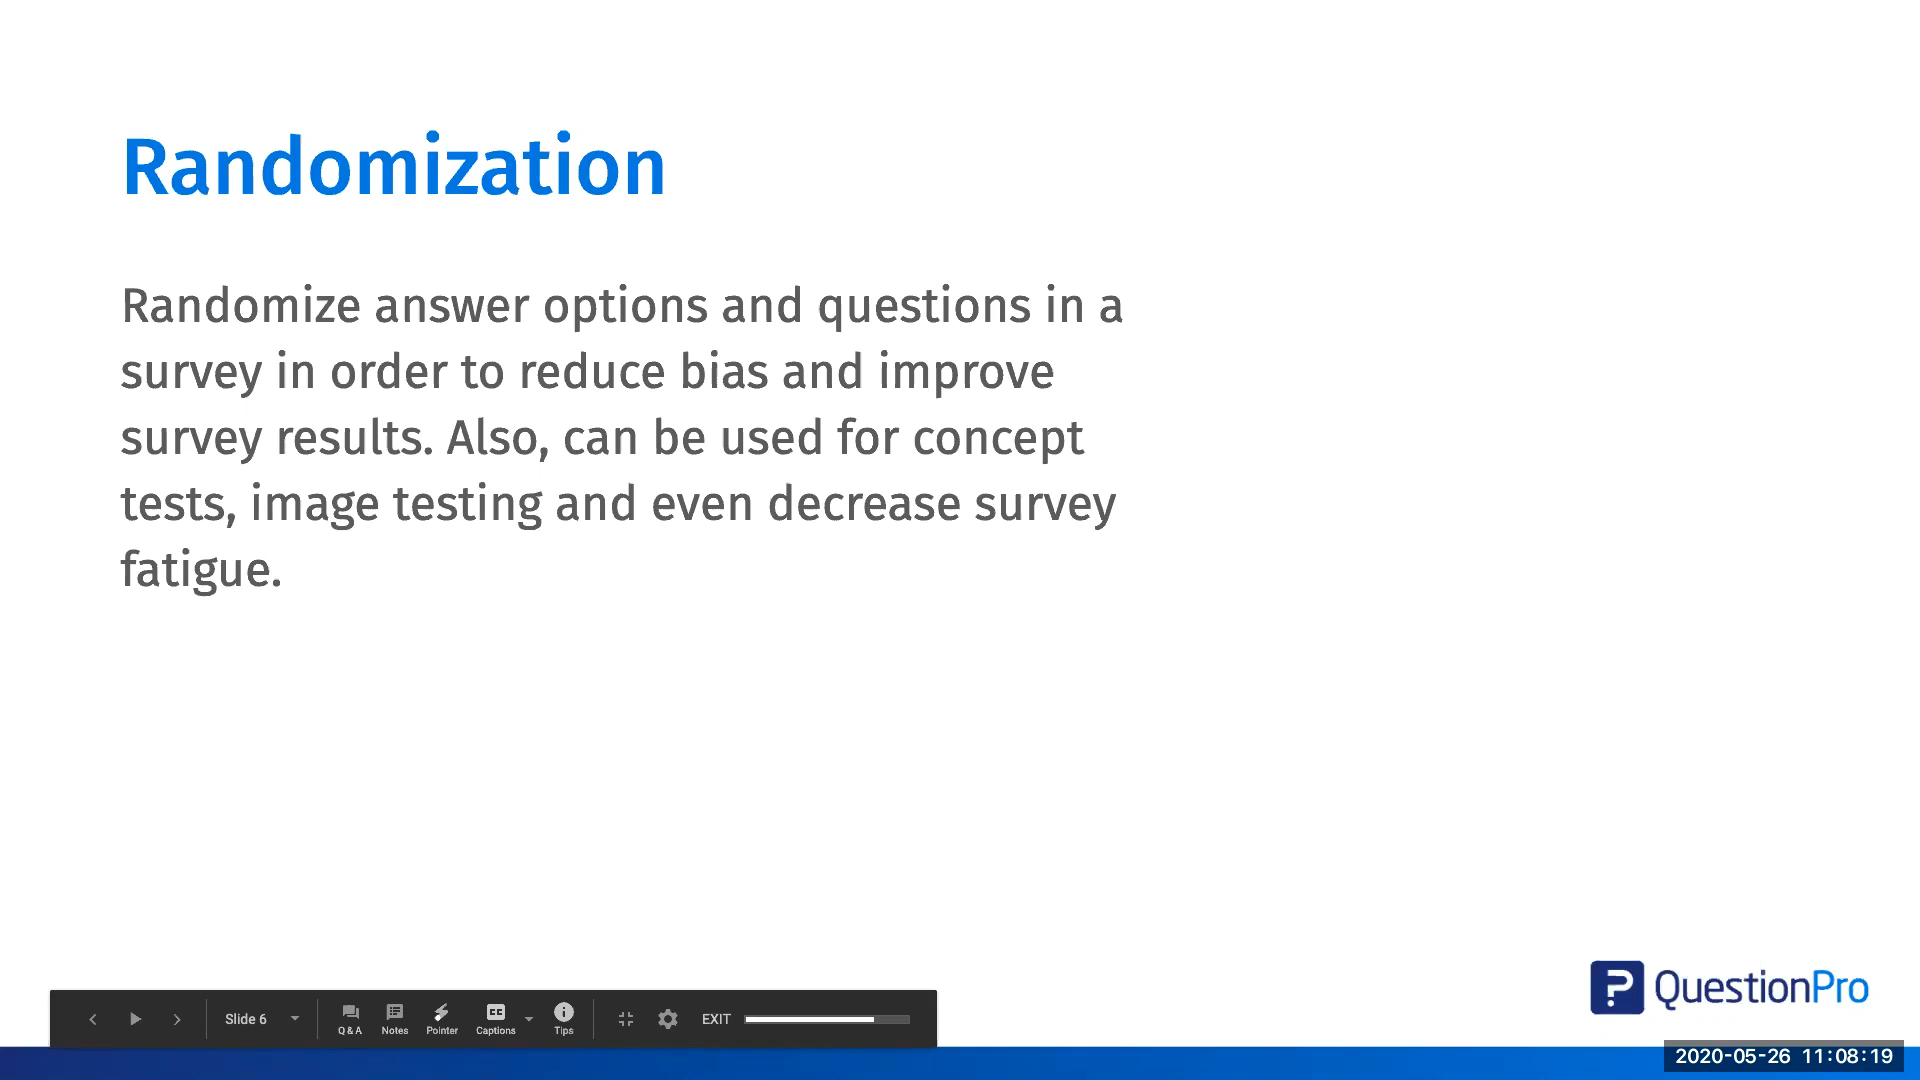 Randomization
Randomize answer options and questions in a
survey in order to reduce bias and improve
survey results. Also, can be used for concept
tests, image testing and even decrease survey
fatigue.
QuestionPro
Slide 6
Q & A
Notes
Pointer
CC
Captions
Tips
EXIT
2020-05-26 11:08:19